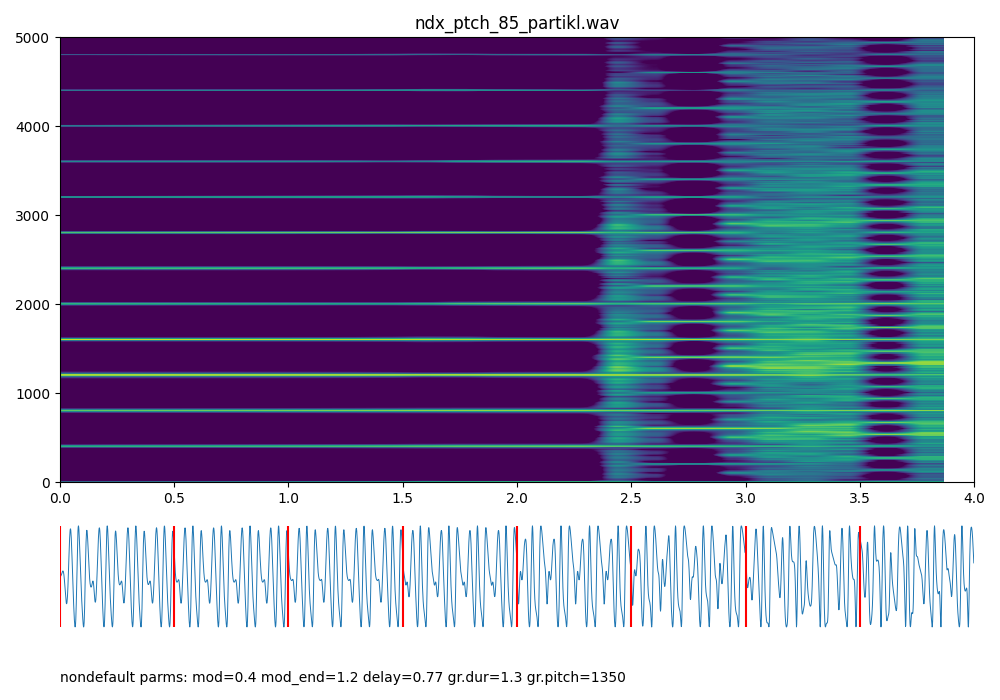 ndx_ptch_85_partikl.wav
5000
4000
3000
2000
1000
0
0.0 0.5 1.0 1.5 2.0 2.5 3.0 3.5 4.0
nondefault parms: mod=0.4 mod_end=1.2 delay=0.77 gr.dur=1.3 gr.pitch=1350